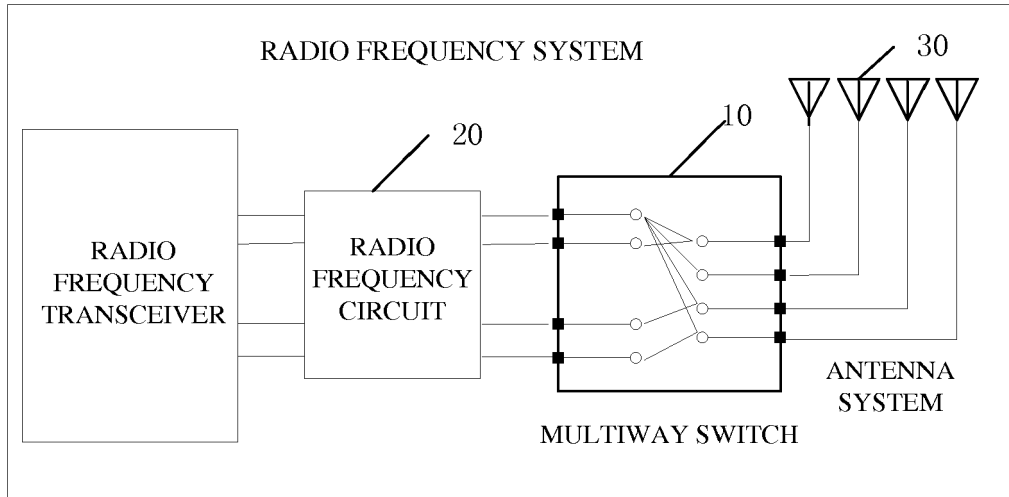 RADIO FREQUENCY SYSTEM
30
10
20
RADIO
FREQUENCY
TRANSCEIVER
RADIO
FREQUENCY
CIRCUIT
MULTIWAY SWITCH
ANTENNA
SYSTEM